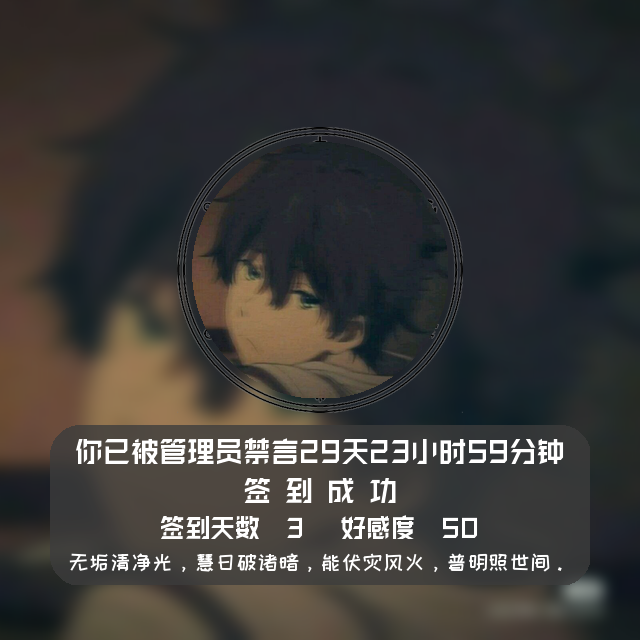 你已被管理员禁言29天23小时59分钟
签 到 成 功
签到天数 3 好感度 50
无垢清净光，慧日破诸暗，能伏灾风火，普明照世间．